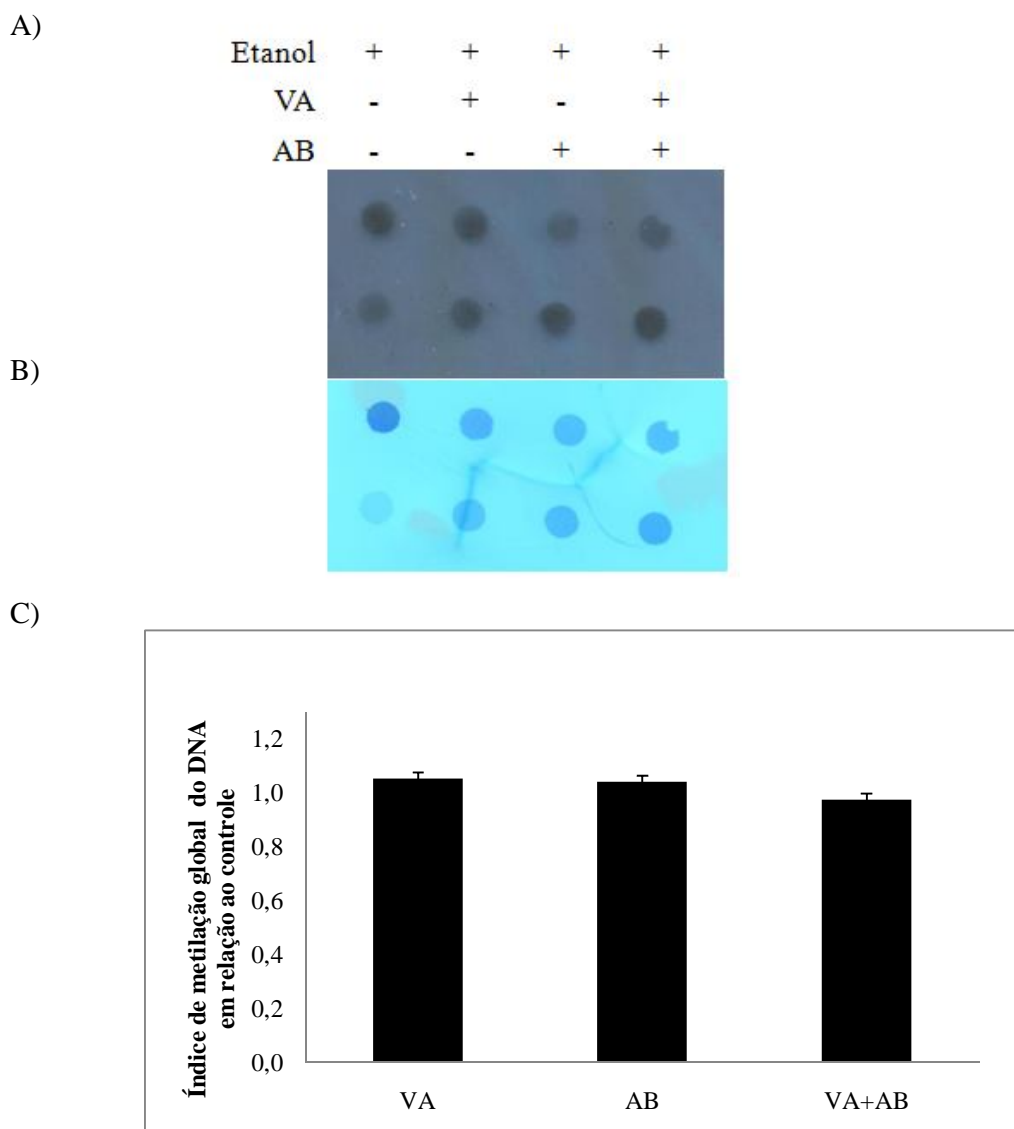 A)
Etanol + + + +
VA - + - +
AB - - + +
B)
C)
Índice de metilação global do DNA
em relação ao controle
1,2
1,0
0,8
0,6
0,4
0,2
0,0
VA AB VA+AB